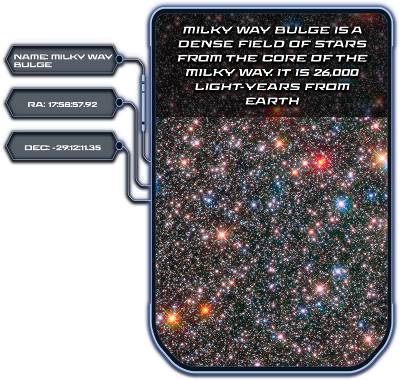 NAME: MILKY WAY
BULGE
RA: 17:58:57.92
DEC: -29:12:11.35
MILKY WAY BULGE IS A
DENSE FIELD OF STARS
FROM THE CORE OF THE
MILKY WAY. IT IS 26,000
LIGHT-YEARS FROM
EARTH